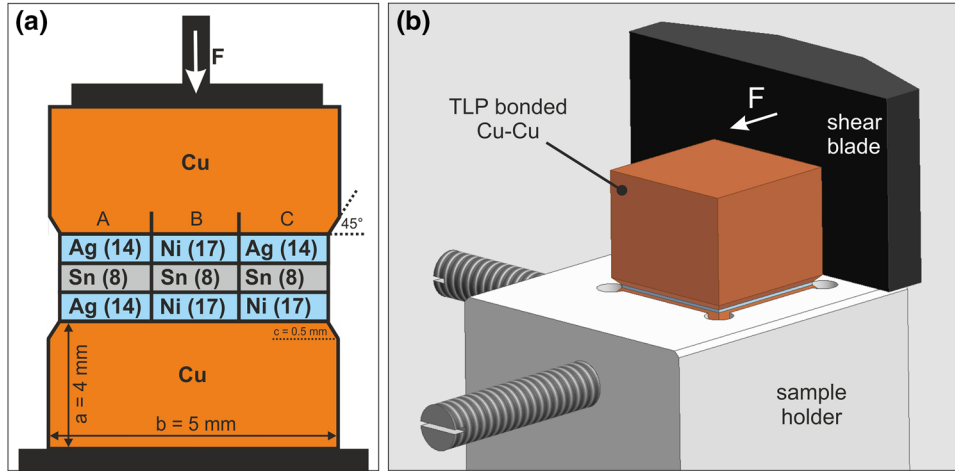 (a)
F
Cu
A B C
45°
Ag (14) Ni (17) Ag (14)
Sn (8) Sn (8) Sn (8)
Ag (14) Ni (17) Ni (17)
c = 0.5 mm
a = 4 mm
Cu
b = 5 mm
(b)
TLP bonded
Cu-Cu
F
shear
blade
sample
holder